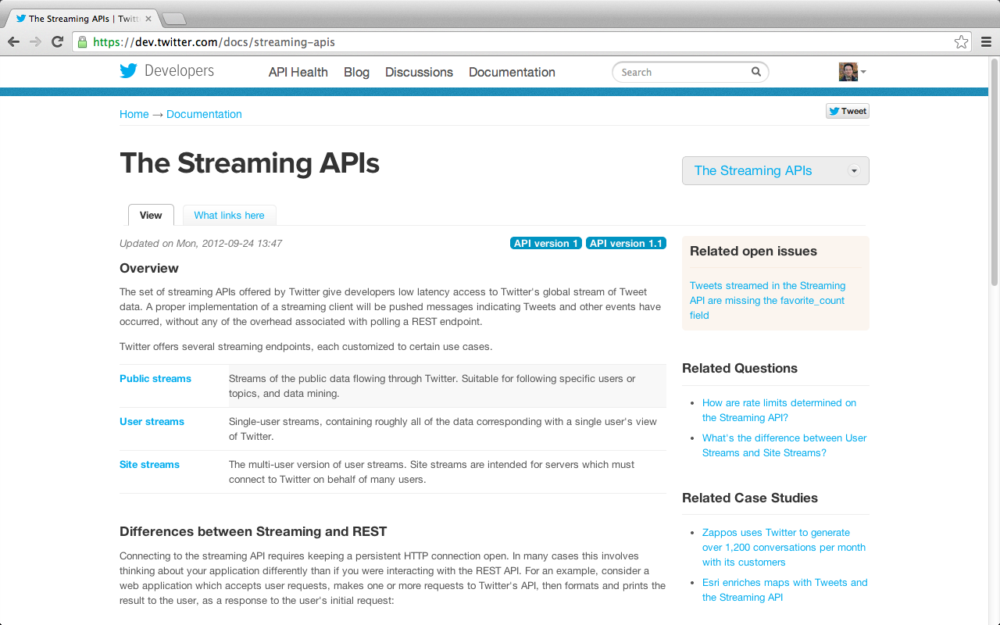 The Streaming APIs | Twitt
https://dev.twitter.com/docs/streaming-apis
Developers
API Health
Blog
Discussions
Documentation
Search
Home → Documentation
Tweet
The Streaming APIs
The Streaming APIs
View
What links here
Updated on Mon, 2012-09-24 13:47
API version 1
API version 1.1
Overview
The set of streaming APIs offered by Twitter give developers low latency access to Twitter's global stream of Tweet
data. A proper implementation of a streaming client will be pushed messages indicating Tweets and other events have
occurred, without any of the overhead associated with polling a REST endpoint.
Twitter offers several streaming endpoints, each customized to certain use cases.
Public streams
Streams of the public data flowing through Twitter. Suitable for following specific users or
topics, and data mining.
User streams
Single-user streams, containing roughly all of the data corresponding with a single user's view
of Twitter.
Site streams
The multi-user version of user streams. Site streams are intended for servers which must
connect to Twitter on behalf of many users.
Differences between Streaming and REST
Connecting to the streaming API requires keeping a persistent HTTP connection open. In many cases this involves
thinking about your application differently than if you were interacting with the REST API. For an example, consider a
web application which accepts user requests, makes one or more requests to Twitter's API, then formats and prints the
result to the user, as a response to the user's initial request:
Related open issues
Tweets streamed in the Streaming
API are missing the favorite_count
field
Related Questions
• How are rate limits determined on
the Streaming API?
• What's the difference between User
Streams and Site Streams?
Related Case Studies
• Zappos uses Twitter to generate
over 1,200 conversations per month
with its customers
• Esri enriches maps with Tweets and
the Streaming API